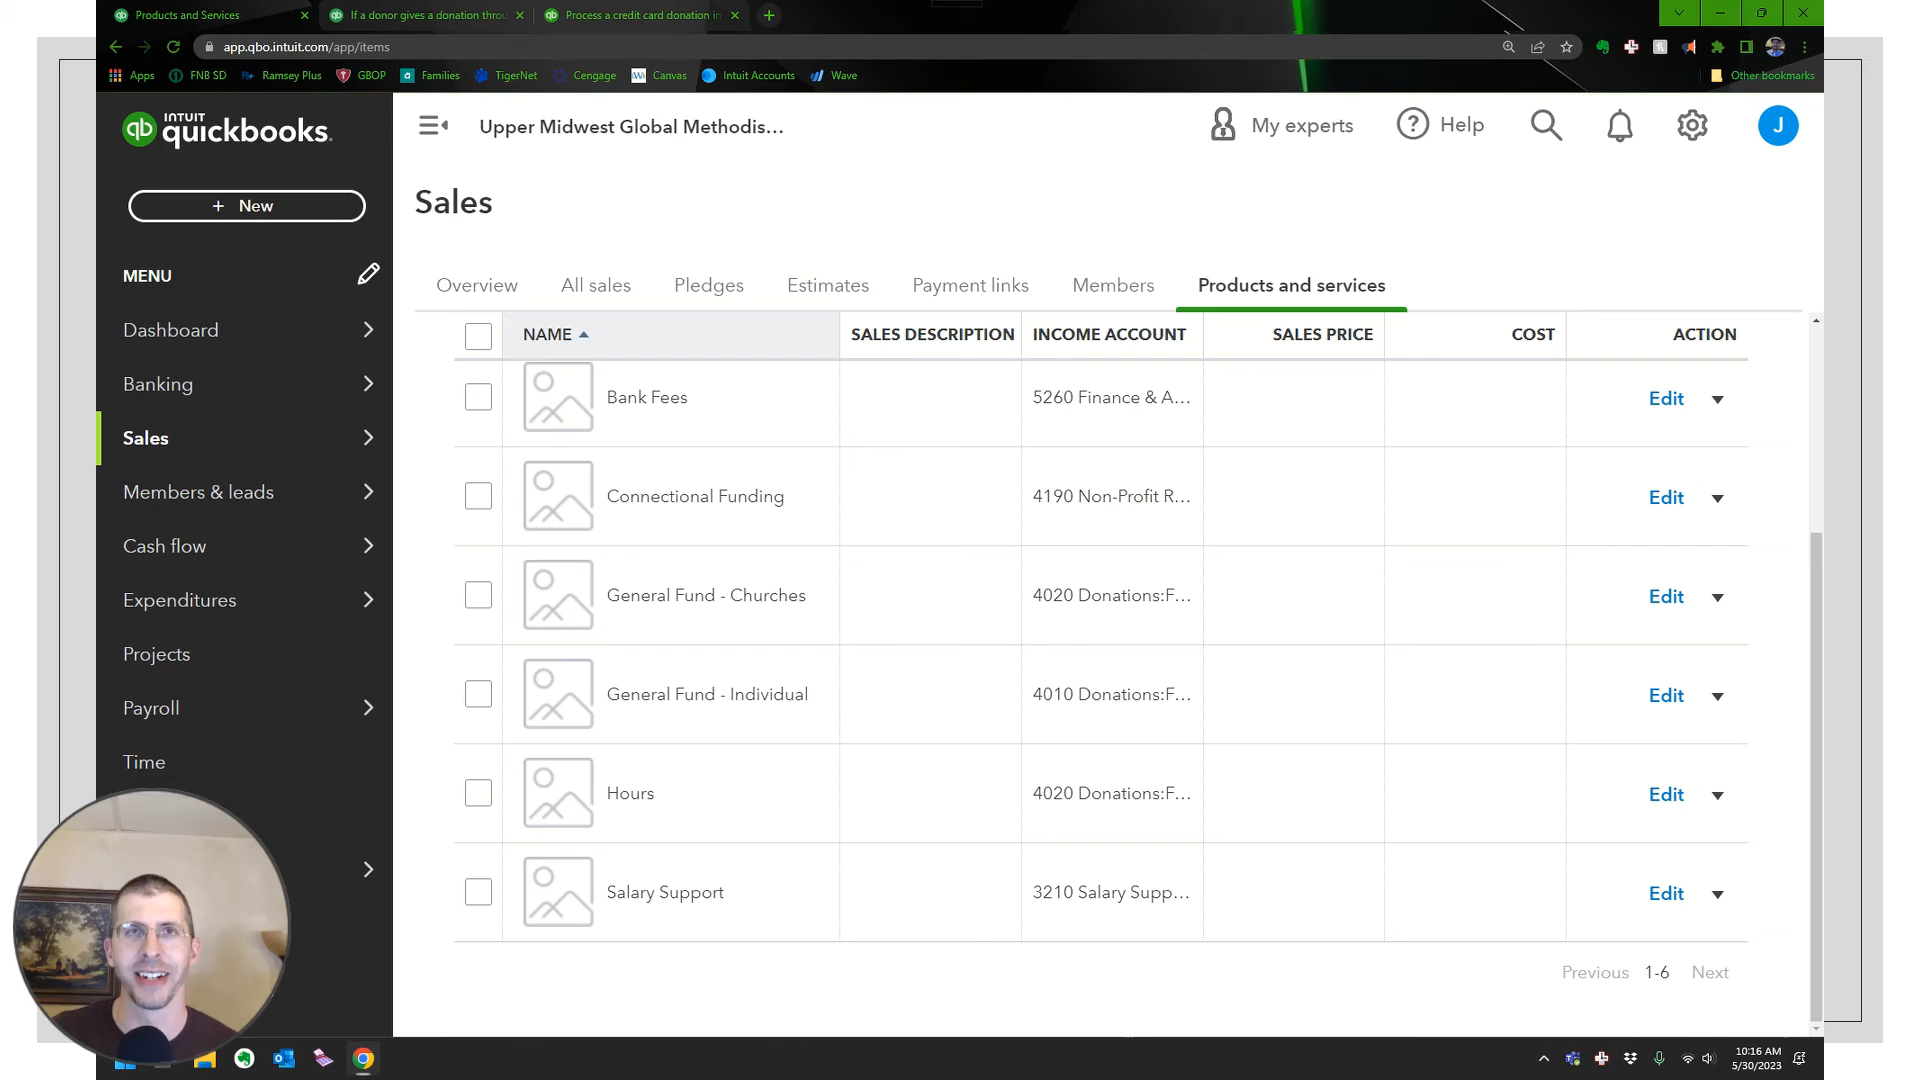 Products and Services
If a donor gives a donation throu
Process a credit card donation in
app.qbo.intuit.com/app/items
Apps
FNB SD
Ramsey Plus
GBOP
Families
TigerNet
Cengage
Canvas
Intuit Accounts
Wave
Other bookmarks
qb INTUIT quickbooks.
Upper Midwest Global Methodis...
My experts
Help
J
+ New
Sales
MENU
Overview
All sales
Pledges
Estimates
Payment links
Members
Products and services
Dashboard
Banking
Sales
Members & leads
Cash flow
Expenditures
Projects
Payroll
Time
NAME
SALES DESCRIPTION
INCOME ACCOUNT
SALES PRICE
COST
ACTION
Bank Fees
5260 Finance & A...
Edit
Connectional Funding
4190 Non-Profit R...
Edit
General Fund - Churches
4020 Donations:F...
Edit
General Fund - Individual
4010 Donations:F...
Edit
Hours
4020 Donations:F...
Edit
Salary Support
3210 Salary Supp...
Edit
Previous 1-6 Next
10:16 AM
5/30/2023